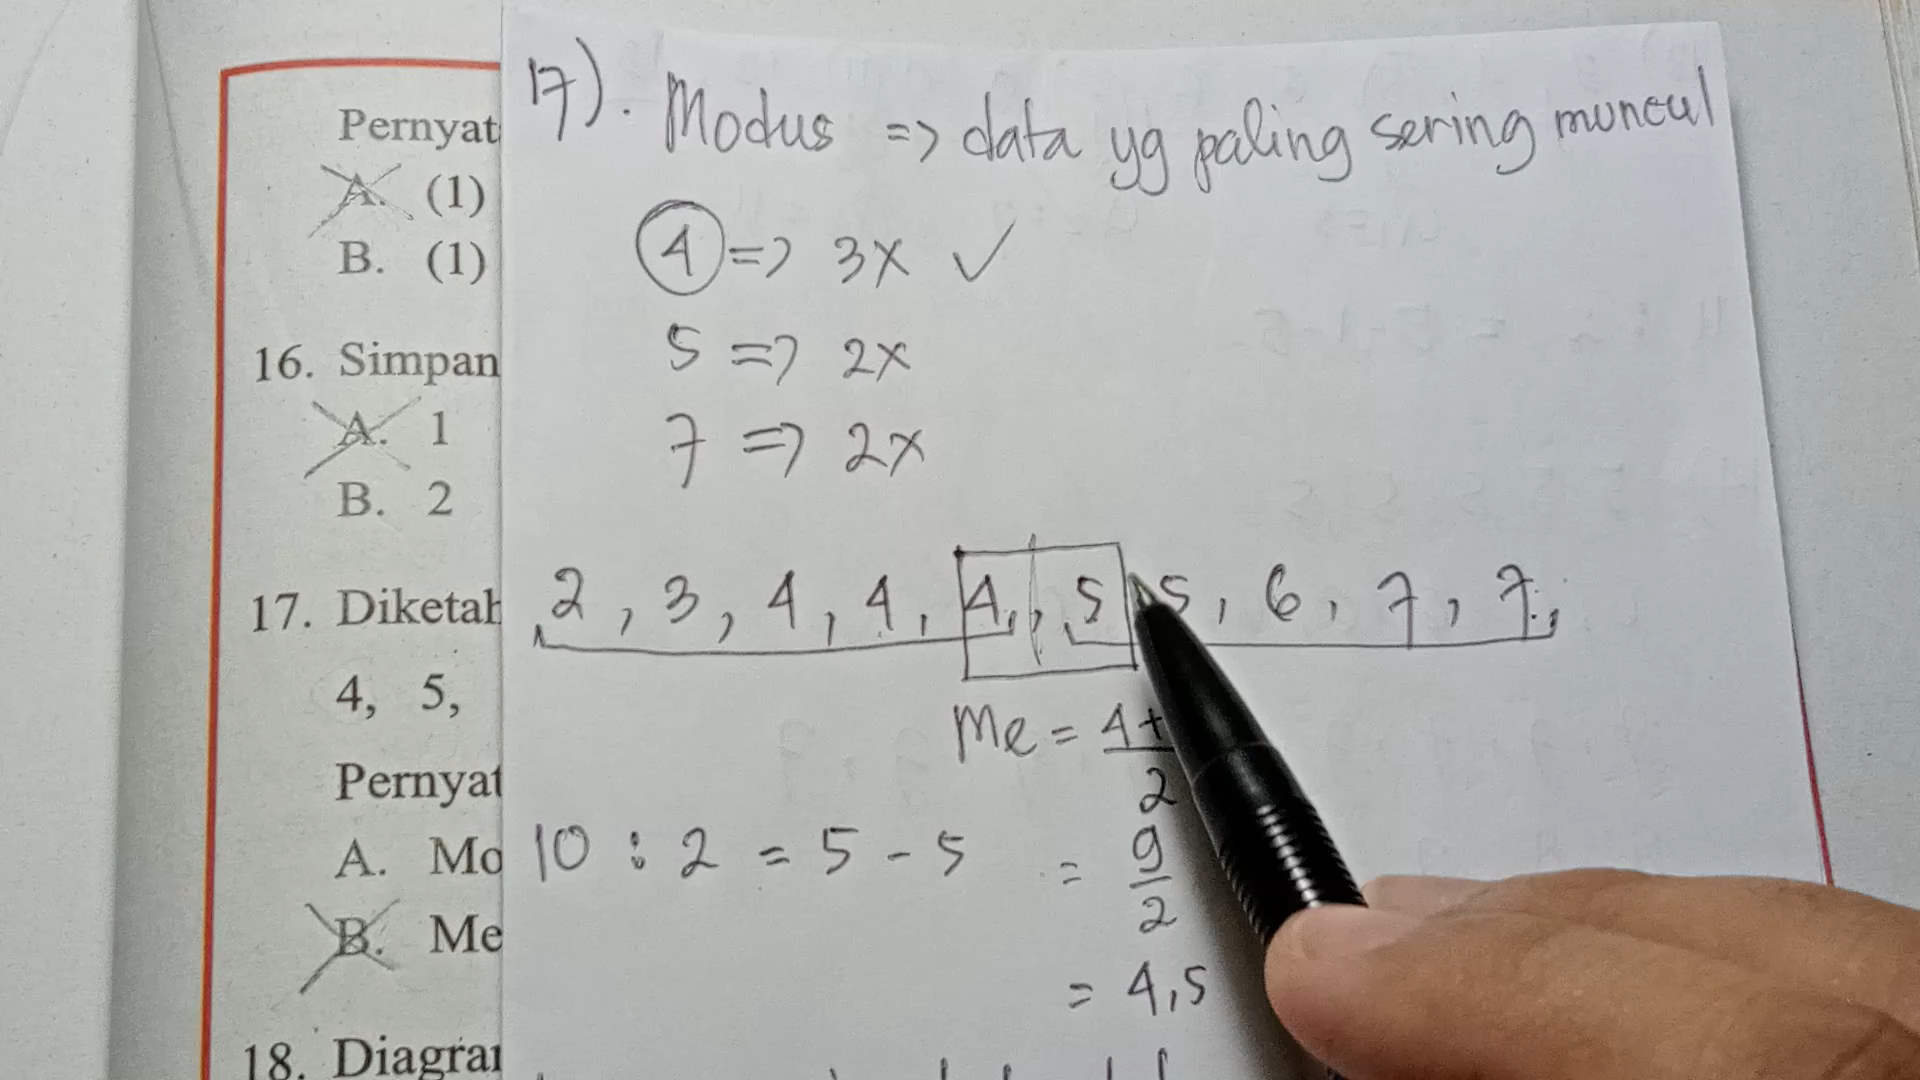 Pernyat
A. (1)
B. (1)
16. Simpan
A. 1
B. 2
17. Diketah
4, 5,
Pernyat
A. Mo
B. Me
18. Diagra
17). Modus => data yg paling sering muncul
4 => 3x ✓
5 => 2x
7 => 2x
2, 3, 4, 4, 4, 5 5, 6, 7, 7,
Me = 4+
2
10 : 2 = 5 - 5
= 9
2
= 4,5